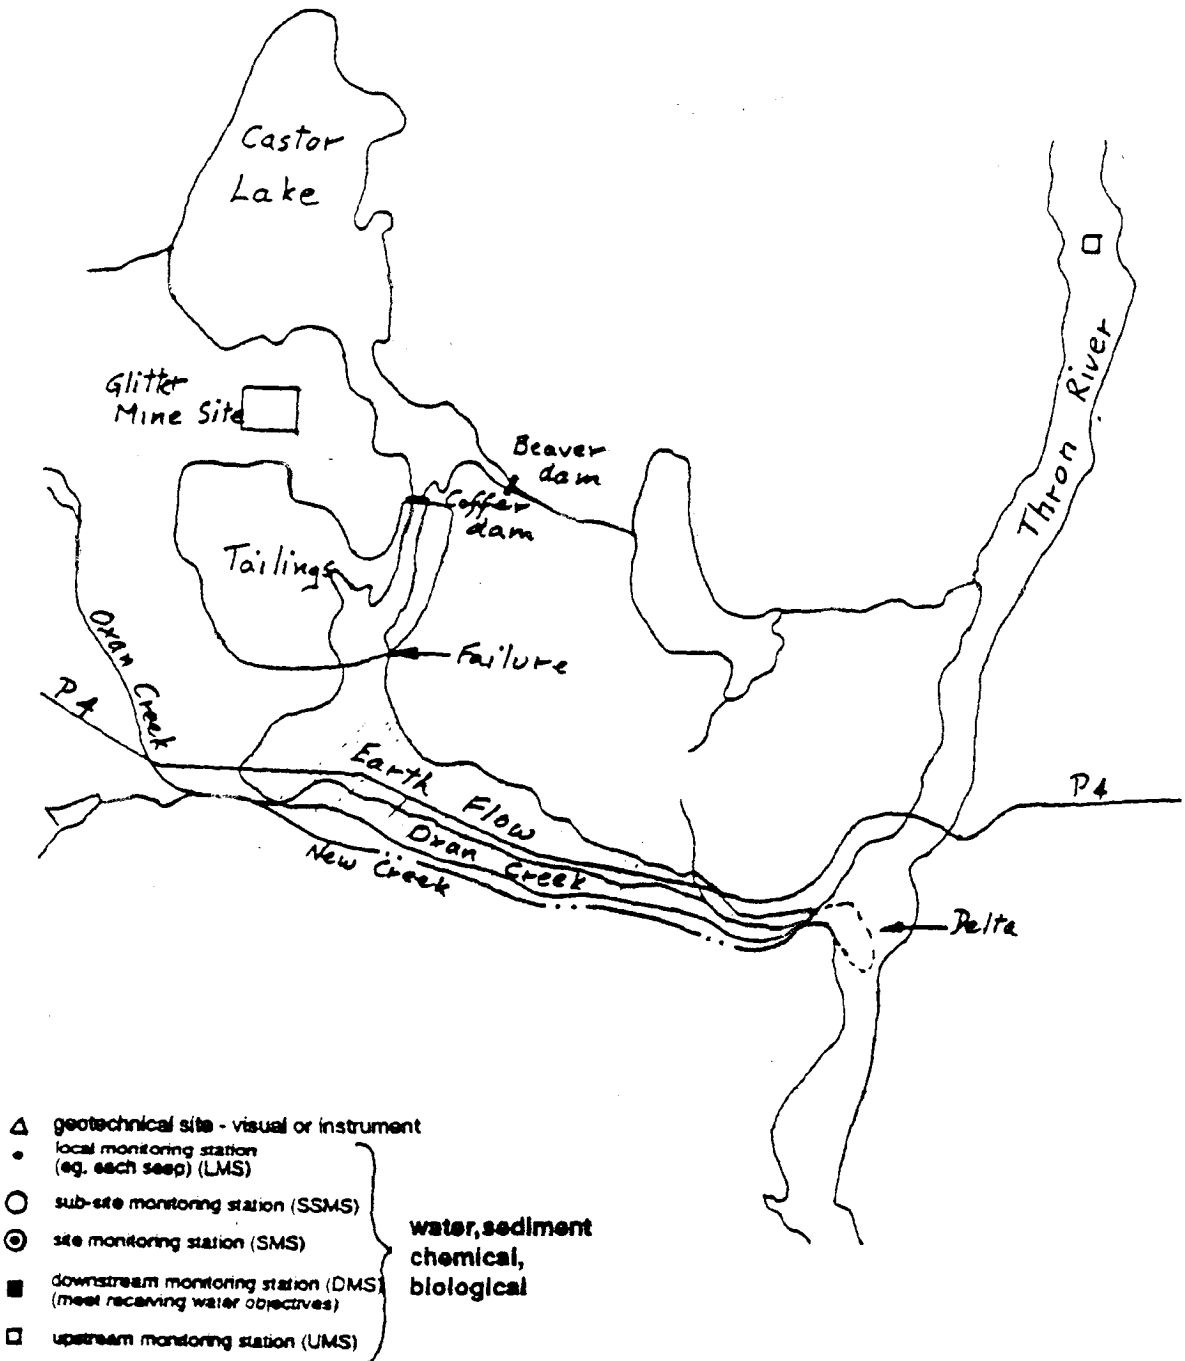 Castor
Lake
Thron River
Glitter
Mine Site
Beaver
dam
Coffer
dam
Tailings
Failure
Oxan Creek
P4
Earth Flow
P4
Oxan Creek
New Creek
Delta
geotechnical site - visual or instrument
local monitoring station
(eg. each seep) (LMS)
sub-site monitoring station (SSMS)
site monitoring station (SMS)
downstream monitoring station (DMS)
(meet receiving water objectives)
upstream monitoring station (UMS)
water, sediment
chemical,
biological